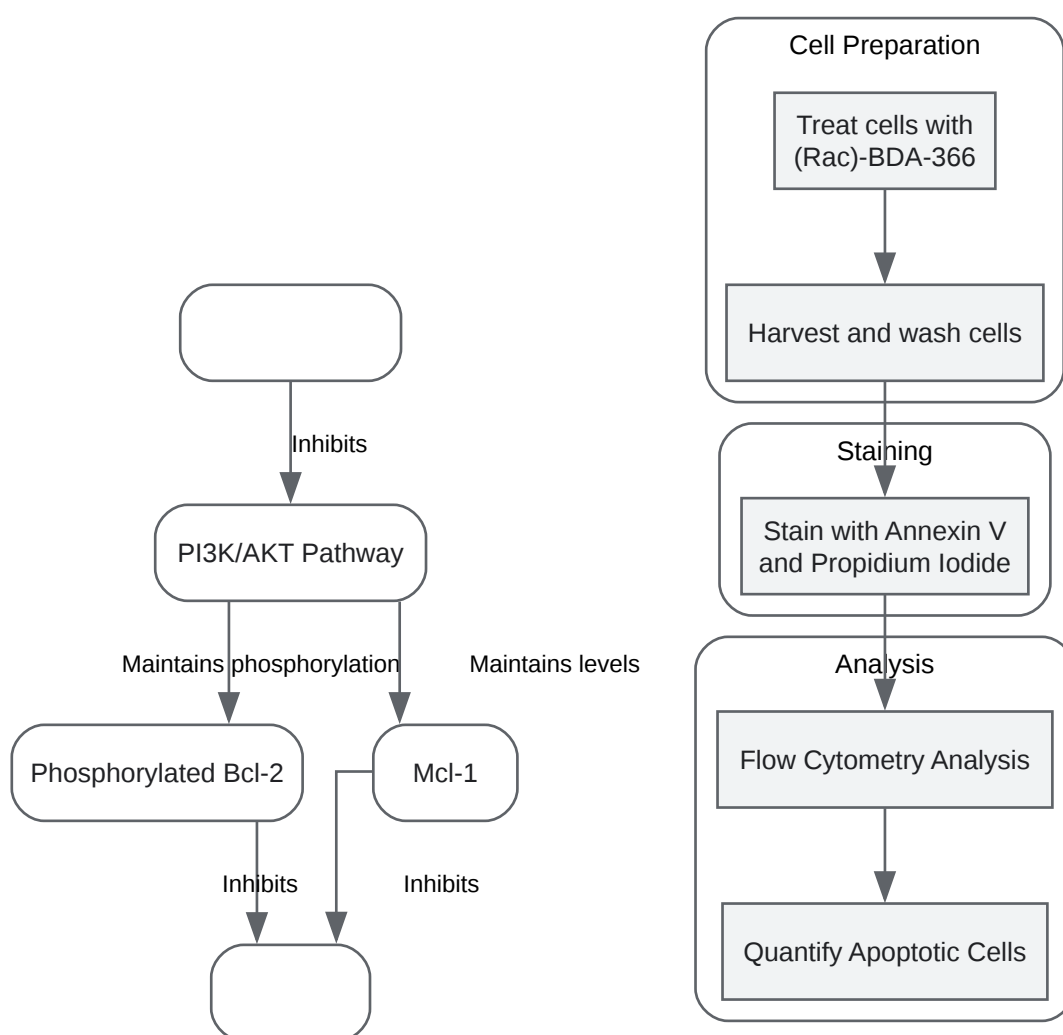 Inhibits
PI3K/AKT Pathway
Maintains phosphorylation
Maintains levels
Phosphorylated Bcl-2
Mcl-1
Inhibits
Inhibits
Cell Preparation
Treat cells with
(Rac)-BDA-366
Harvest and wash cells
Staining
Stain with Annexin V
and Propidium Iodide
Analysis
Flow Cytometry Analysis
Quantify Apoptotic Cells